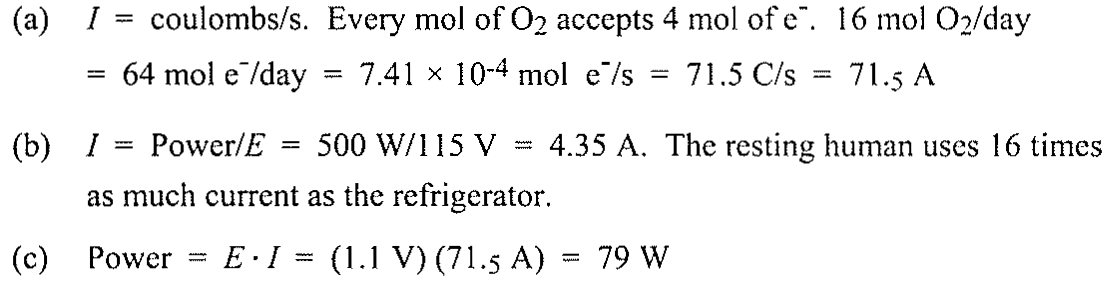 (a) I = coulombs/s. Every mol of O₂ accepts 4 mol of e⁻. 16 mol O₂/day
= 64 mol e⁻/day = 7.41 × 10⁻⁴ mol e⁻/s = 71.5 C/s = 71.₅ A
(b) I = Power/E = 500 W/115 V = 4.35 A. The resting human uses 16 times
as much current as the refrigerator.
(c) Power = E · I = (1.1 V) (71.₅ A) = 79 W